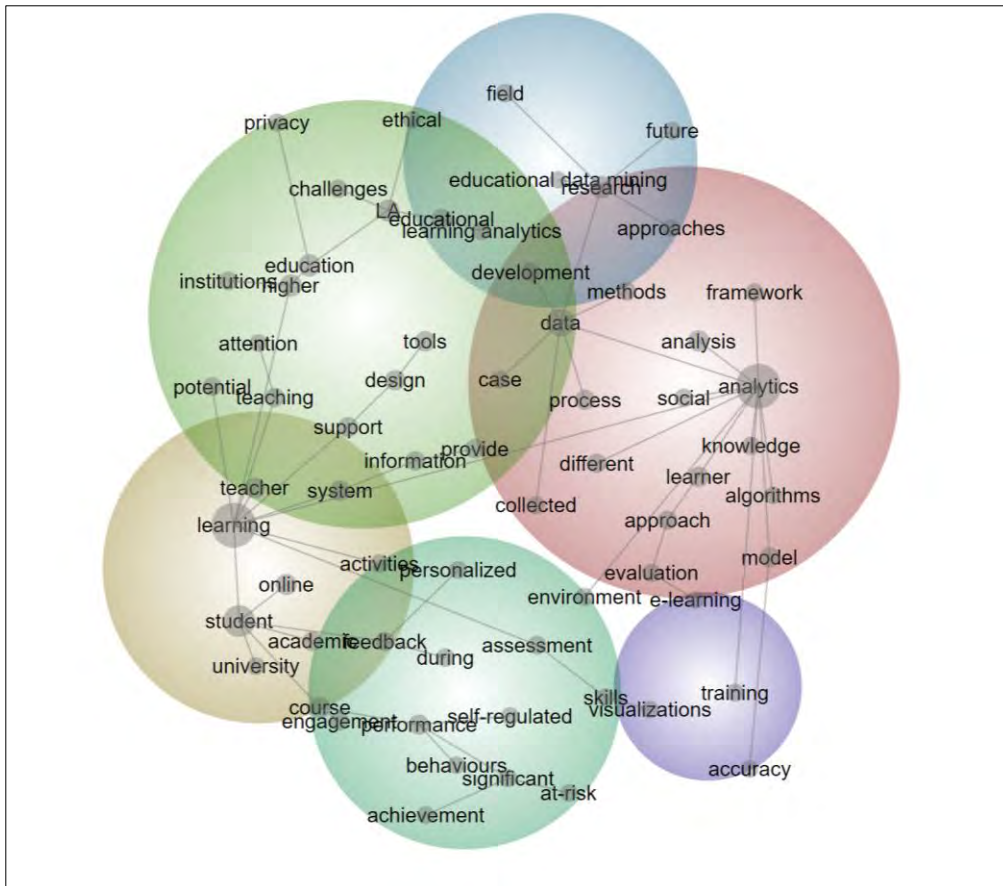 field
privacy
ethical
future
challenges
educational data mining
research
LA
educational
learning analytics
approaches
education
development
institutions
higher
methods
framework
data
attention
tools
analysis
potential
design
case
analytics
teaching
process
social
support
provide
knowledge
information
different
learner
teacher
system
algorithms
collected
learning
approach
activities
personalized
model
online
evaluation
environment
e-learning
student
academic
feedback
assessment
during
university
training
skills
course
visualizations
engagement
self-regulated
performance
behaviours
accuracy
significant
at-risk
achievement